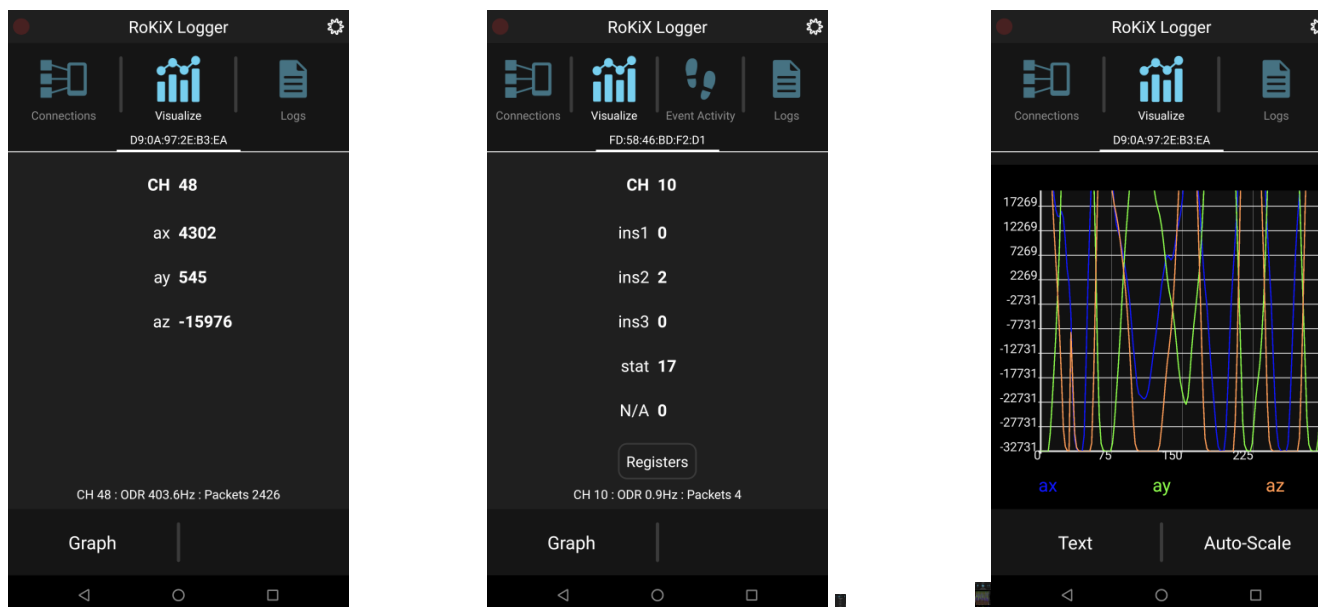 RoKiX Logger
Connections Visualize Logs
D9:0A:97:2E:B3:EA
CH 48
ax 4302
ay 545
az -15976
CH 48 : ODR 403.6Hz : Packets 2426
Graph
RoKiX Logger
Connections Visualize Event Activity Logs
FD:58:46:BD:F2:D1
CH 10
ins1 0
ins2 2
ins3 0
stat 17
N/A 0
Registers
CH 10 : ODR 0.9Hz : Packets 4
Graph
RoKiX Logger
Connections Visualize Logs
D9:0A:97:2E:B3:EA
17269
12269
7269
2269
-2731
-7731
-12731
-17731
-22731
-27731
-32731
0 75 150 225
ax ay az
Text Auto-Scale